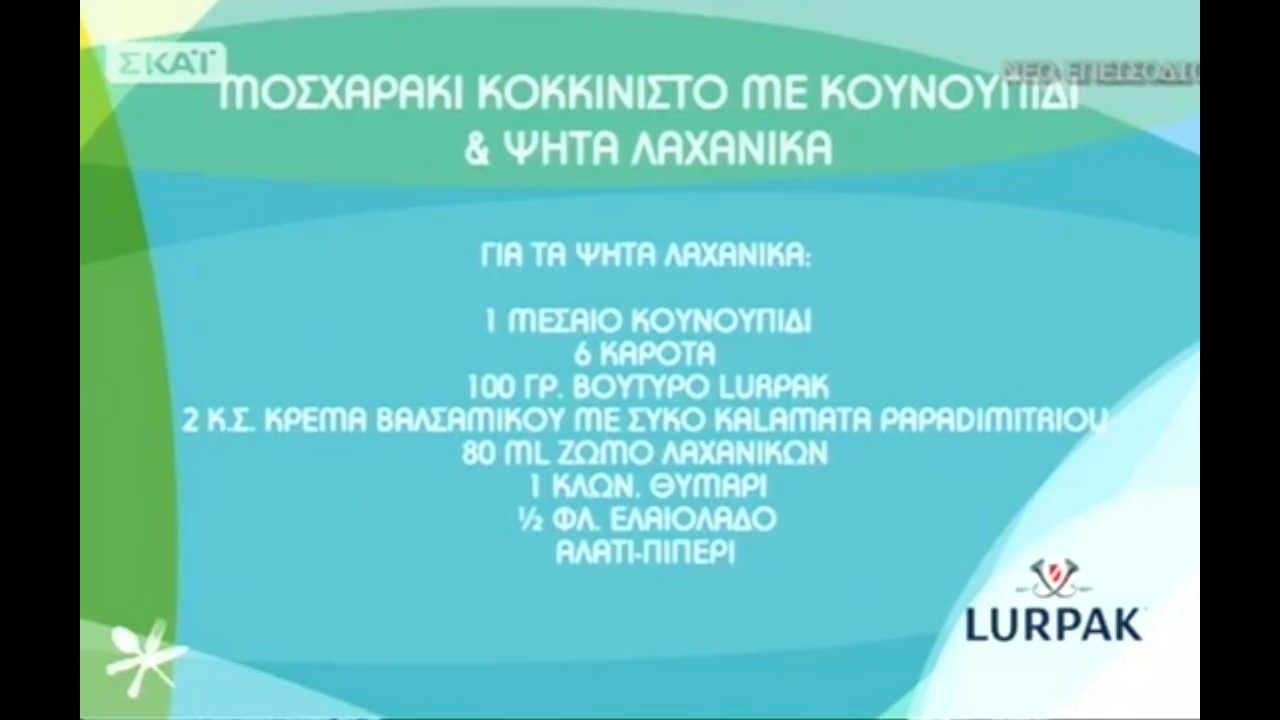 ΣΚΑΪ
ΝΕΟ ΕΠΕΙΣΟΔΙΟ
ΜΟΣΧΑΡΑΚΙ ΚΟΚΚΙΝΙΣΤΟ ΜΕ ΚΟΥΝΟΥΠΙΔΙ
& ΨΗΤΑ ΛΑΧΑΝΙΚΑ
ΓΙΑ ΤΑ ΨΗΤΑ ΛΑΧΑΝΙΚΑ:
1 ΜΕΣΑΙΟ ΚΟΥΝΟΥΠΙΔΙ
6 ΚΑΡΟΤΑ
100 ΓΡ. ΒΟΥΤΥΡΟ LURPAK
2 Κ.Σ. ΚΡΕΜΑ ΒΑΛΣΑΜΙΚΟΥ ΜΕ ΣΥΚΟ KALAMATA PAPADIMITRIOU
80 ML ΖΩΜΟ ΛΑΧΑΝΙΚΩΝ
1 ΚΛΩΝ. ΘΥΜΑΡΙ
½ ΦΛ. ΕΛΑΙΟΛΑΔΟ
ΑΛΑΤΙ-ΠΙΠΕΡΙ
LURPAK